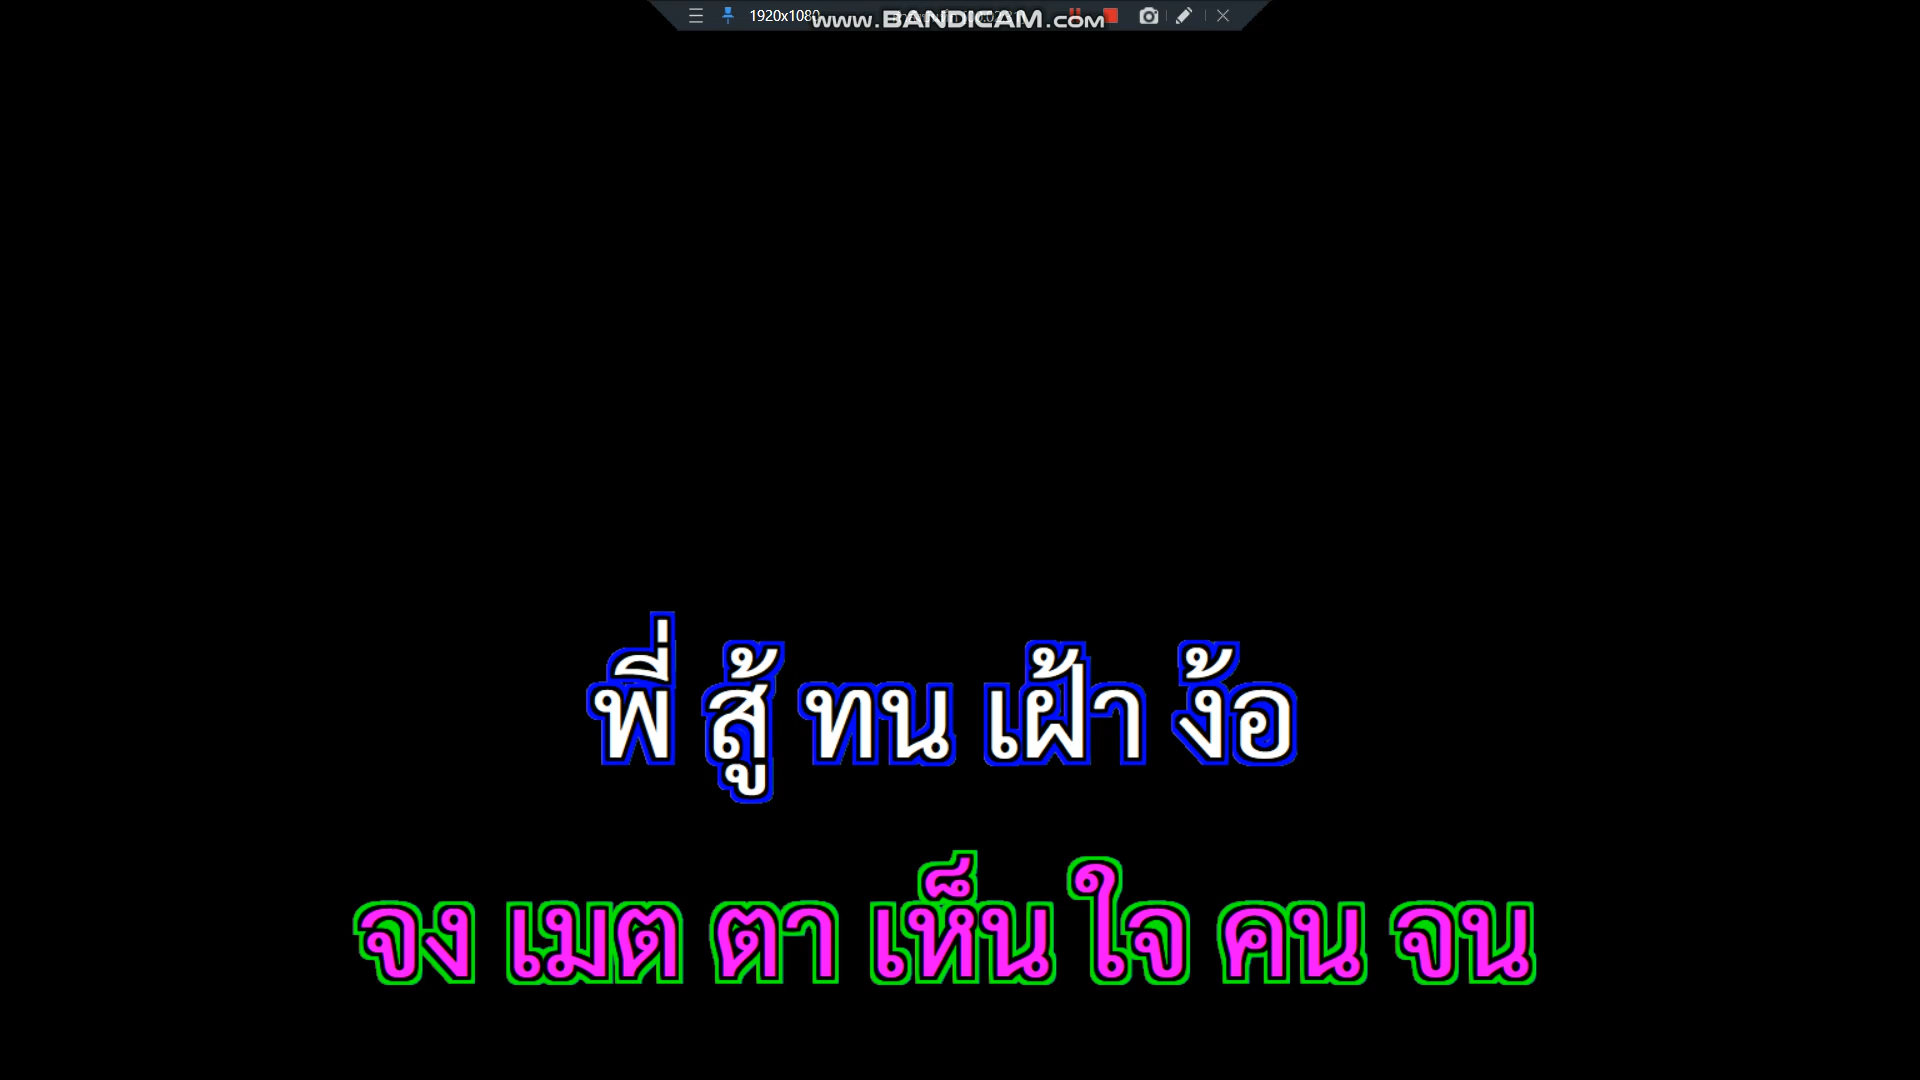 1920x1080
www.BANDICAM.com
พี่ สู้ ทน เฝ้า ง้อ
จง เมต ตา เห็น ใจ คน จน